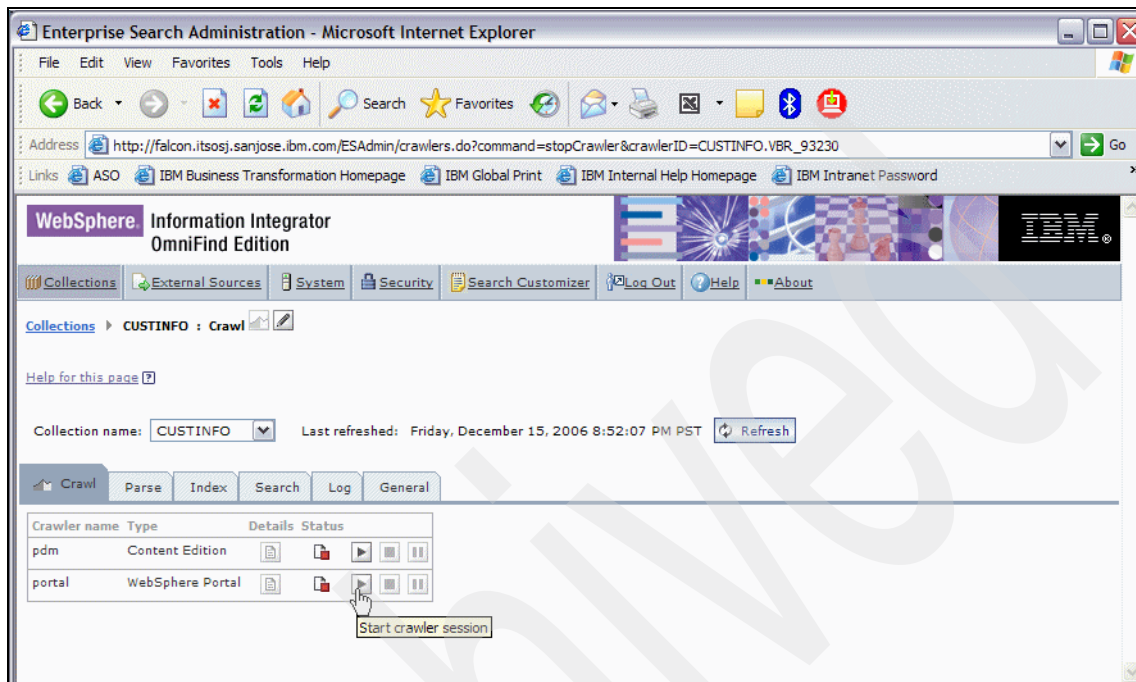 Enterprise Search Administration - Microsoft Internet Explorer
File Edit View Favorites Tools Help
Back Search Favorites
Address http://falcon.itsosj.sanjose.ibm.com/ESAdmin/crawlers.do?command=stopCrawler&crawlerID=CUSTINFO.VBR_93230 Go
Links ASO IBM Business Transformation Homepage IBM Global Print IBM Internal Help Homepage IBM Intranet Password »
WebSphere. Information Integrator
OmniFind Edition
IBM®
Collections External Sources System Security Search Customizer Log Out Help About
Collections CUSTINFO : Crawl
Help for this page ?
Collection name: CUSTINFO Last refreshed: Friday, December 15, 2006 8:52:07 PM PST Refresh
Crawl Parse Index Search Log General
Crawler name Type Details Status
pdm Content Edition
portal WebSphere Portal
Start crawler session